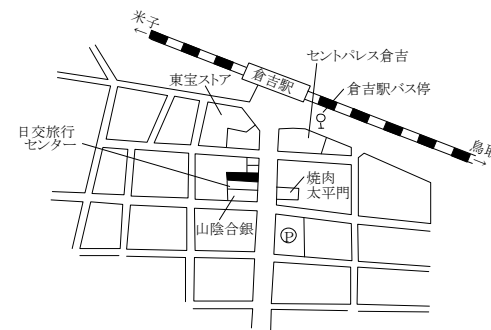 米子
セントパレス倉吉
東宝ストア
倉吉駅
倉吉駅バス停
鳥取
日交旅行
センター
焼肉
太平門
山陰合銀
P